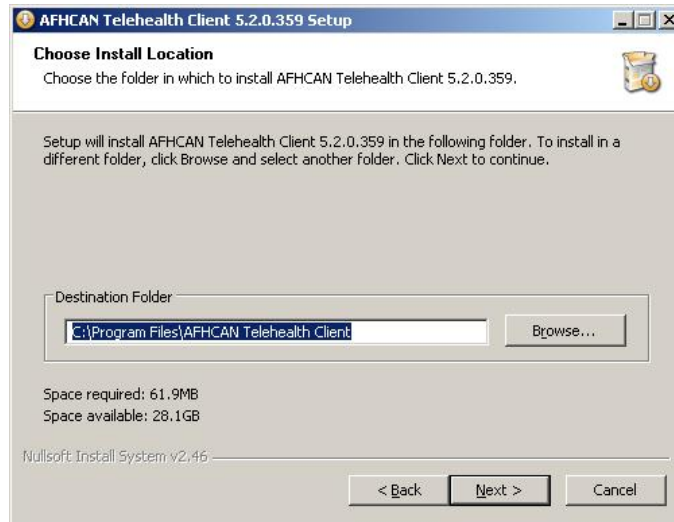 AFHCAN Telehealth Client 5.2.0.359 Setup
Choose Install Location
Choose the folder in which to install AFHCAN Telehealth Client 5.2.0.359.
Setup will install AFHCAN Telehealth Client 5.2.0.359 in the following folder. To install in a
different folder, click Browse and select another folder. Click Next to continue.
Destination Folder
C:\Program Files\AFHCAN Telehealth Client
Browse...
Space required: 61.9MB
Space available: 28.1GB
Nullsoft Install System v2.46
< Back
Next >
Cancel